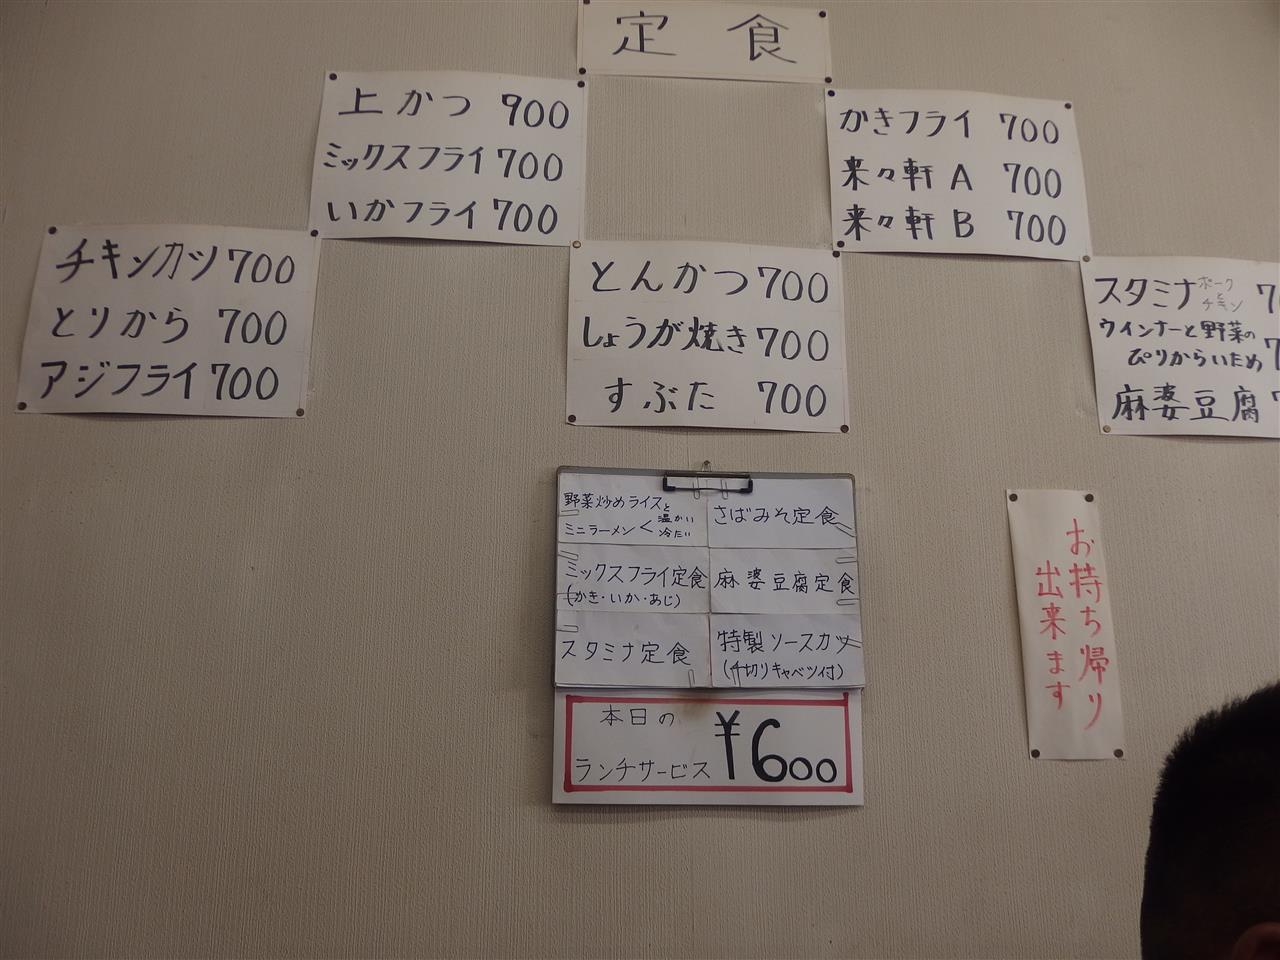 定食
上かつ 900
ミックスフライ 700
いかフライ 700
かきフライ 700
来々軒 A 700
来々軒 B 700
チキンカツ 700
とりから 700
アジフライ 700
とんかつ 700
しょうが焼き 700
すぶた 700
スタミナ ポークとチキン 7
ウインナーと野菜の
ぴりからいため 7
麻婆豆腐 7
野菜炒めライスと
ミニラーメン< 温かい 冷たい
さばみそ定食
ミックスフライ定食
(かき・いか・あじ)
麻婆豆腐定食
スタミナ定食
特製ソースカツ
(千切りキャベツ付)
本日の
ランチサービス ¥600
お持ち帰り
出来ます